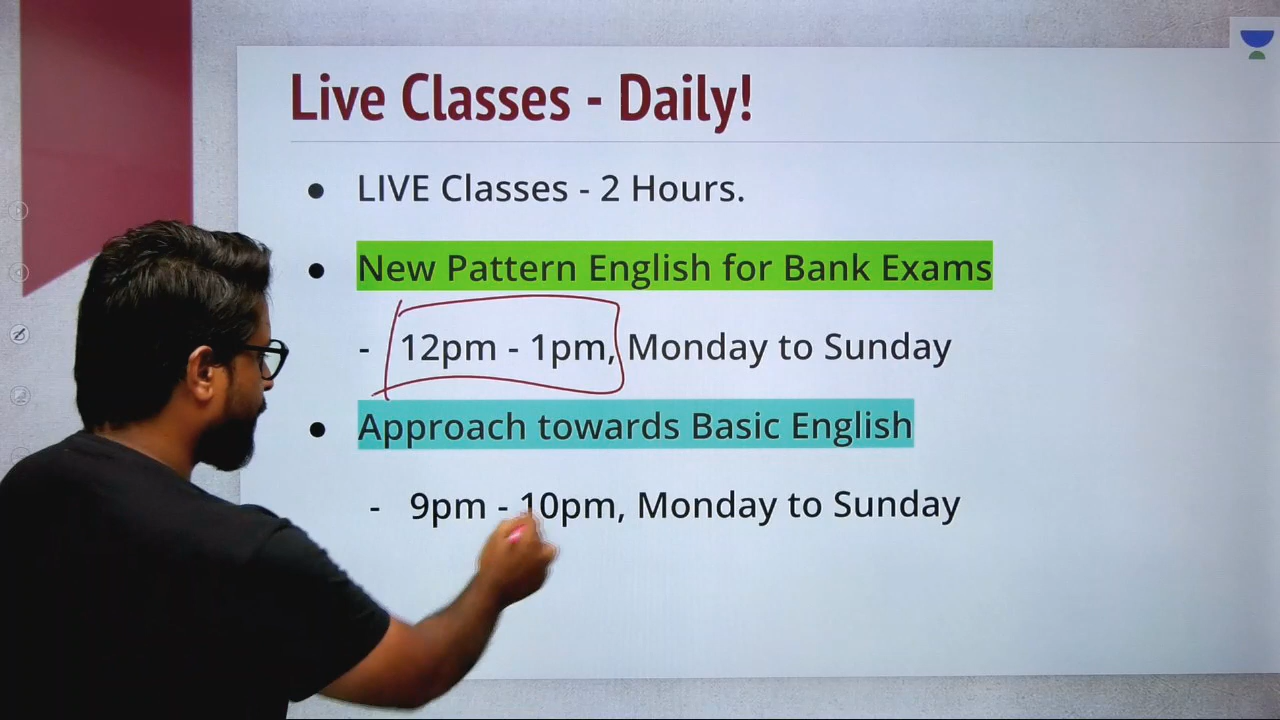 Live Classes - Daily!
● LIVE Classes - 2 Hours.
● New Pattern English for Bank Exams
- 12pm - 1pm, Monday to Sunday
● Approach towards Basic English
- 9pm - 10pm, Monday to Sunday